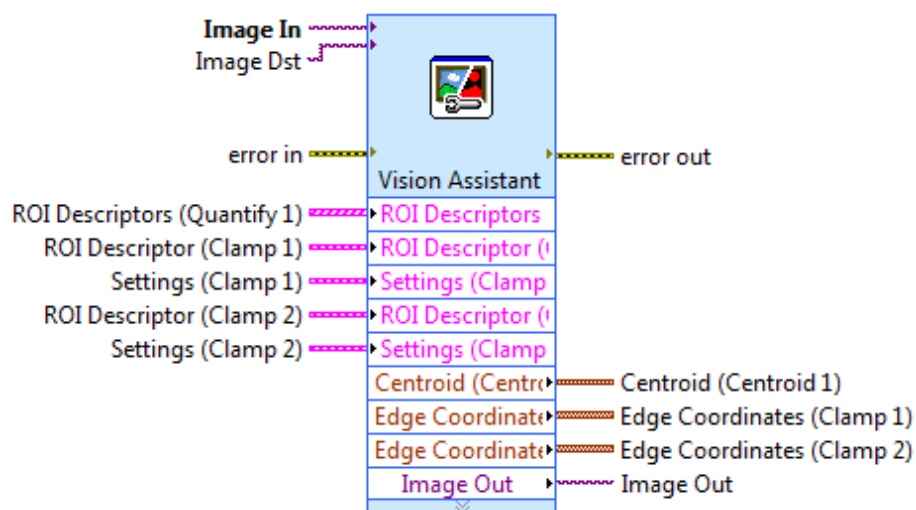 Image In
Image Dst
error in
error out
Vision Assistant
ROI Descriptors (Quantify 1) ROI Descriptors
ROI Descriptor (Clamp 1) ROI Descriptor (
Settings (Clamp 1) Settings (Clamp
ROI Descriptor (Clamp 2) ROI Descriptor (
Settings (Clamp 2) Settings (Clamp
Centroid (Centro Centroid (Centroid 1)
Edge Coordinate Edge Coordinates (Clamp 1)
Edge Coordinate Edge Coordinates (Clamp 2)
Image Out Image Out